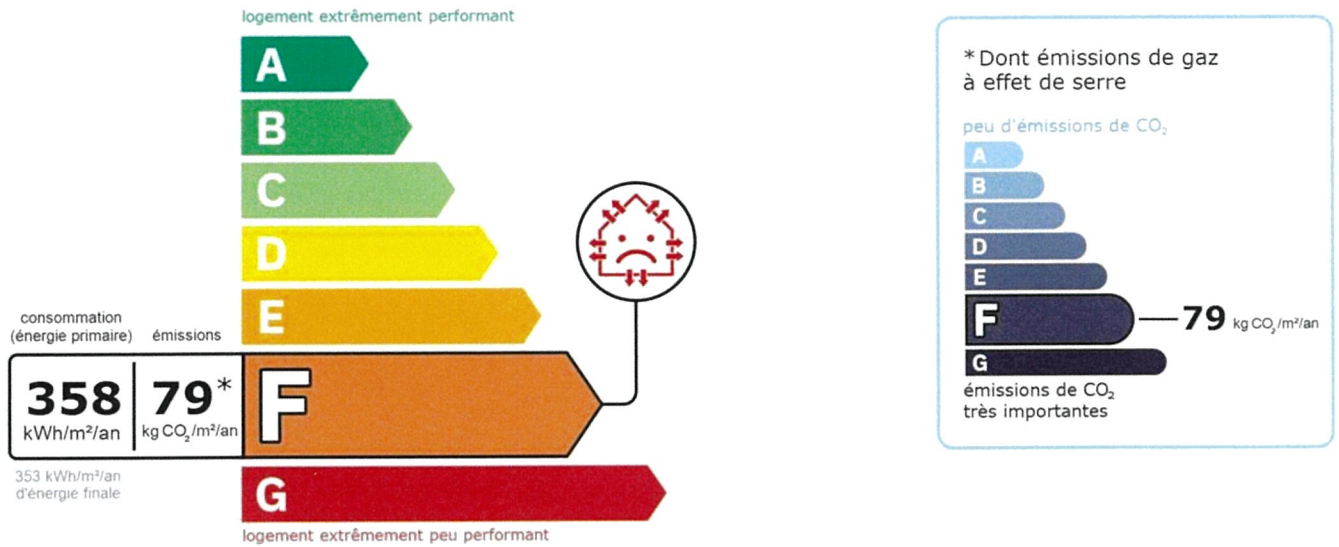 logement extrêmement performant
A
B
C
D
E
consommation
(énergie primaire)
émissions
358
kWh/m²/an
79*
kg CO₂/m²/an
F
353 kWh/m²/an
d'énergie finale
G
logement extrêmement peu performant
* Dont émissions de gaz
à effet de serre
peu d'émissions de CO₂
A
B
C
D
E
F
79 kg CO₂/m²/an
G
émissions de CO₂
très importantes